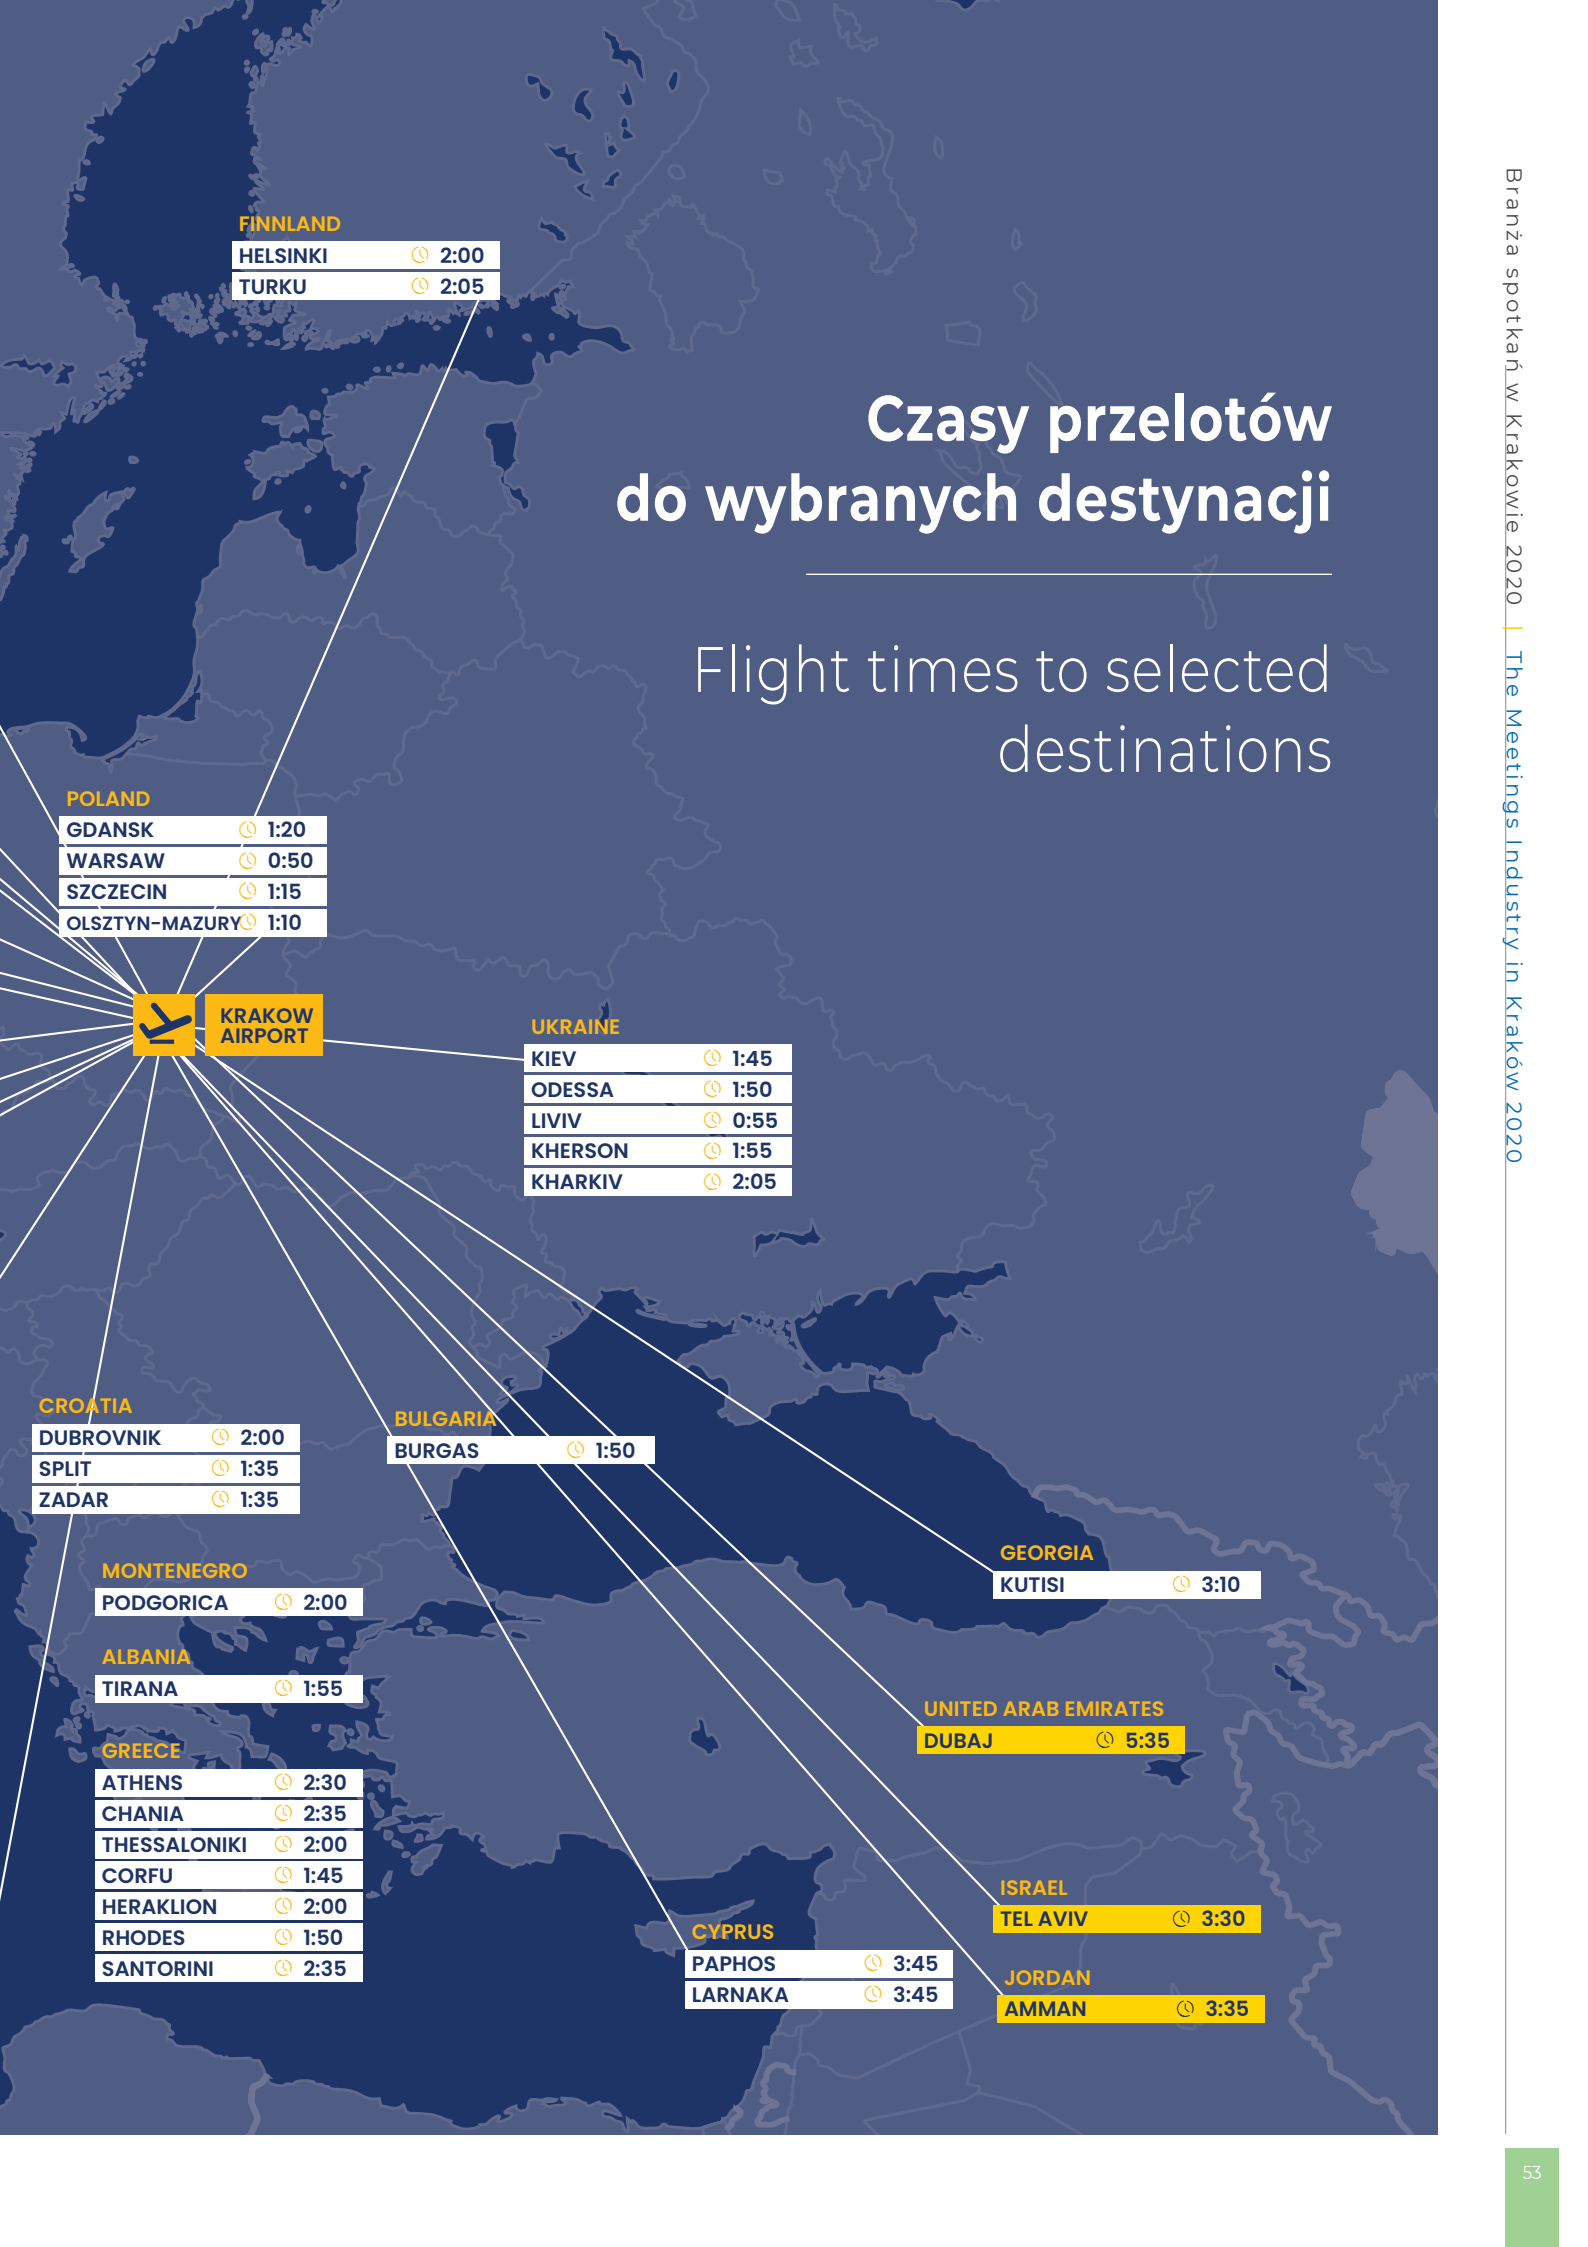 FINNLAND
HELSINKI 2:00
TURKU 2:05
Czasy przelotów
do wybranych destynacji
Flight times to selected
destinations
POLAND
GDANSK 1:20
WARSAW 0:50
SZCZECIN 1:15
OLSZTYN-MAZURY 1:10
KRAKOW
AIRPORT
UKRAINE
KIEV 1:45
ODESSA 1:50
LIVIV 0:55
KHERSON 1:55
KHARKIV 2:05
CROATIA
DUBROVNIK 2:00
SPLIT 1:35
ZADAR 1:35
BULGARIA
BURGAS 1:50
MONTENEGRO
PODGORICA 2:00
ALBANIA
TIRANA 1:55
GREECE
ATHENS 2:30
CHANIA 2:35
THESSALONIKI 2:00
CORFU 1:45
HERAKLION 2:00
RHODES 1:50
SANTORINI 2:35
GEORGIA
KUTISI 3:10
UNITED ARAB EMIRATES
DUBAJ 5:35
ISRAEL
TEL AVIV 3:30
CYPRUS
PAPHOS 3:45
LARNAKA 3:45
JORDAN
AMMAN 3:35
Branża spotkań w Krakowie 2020 | The Meetings Industry in Kraków 2020
53